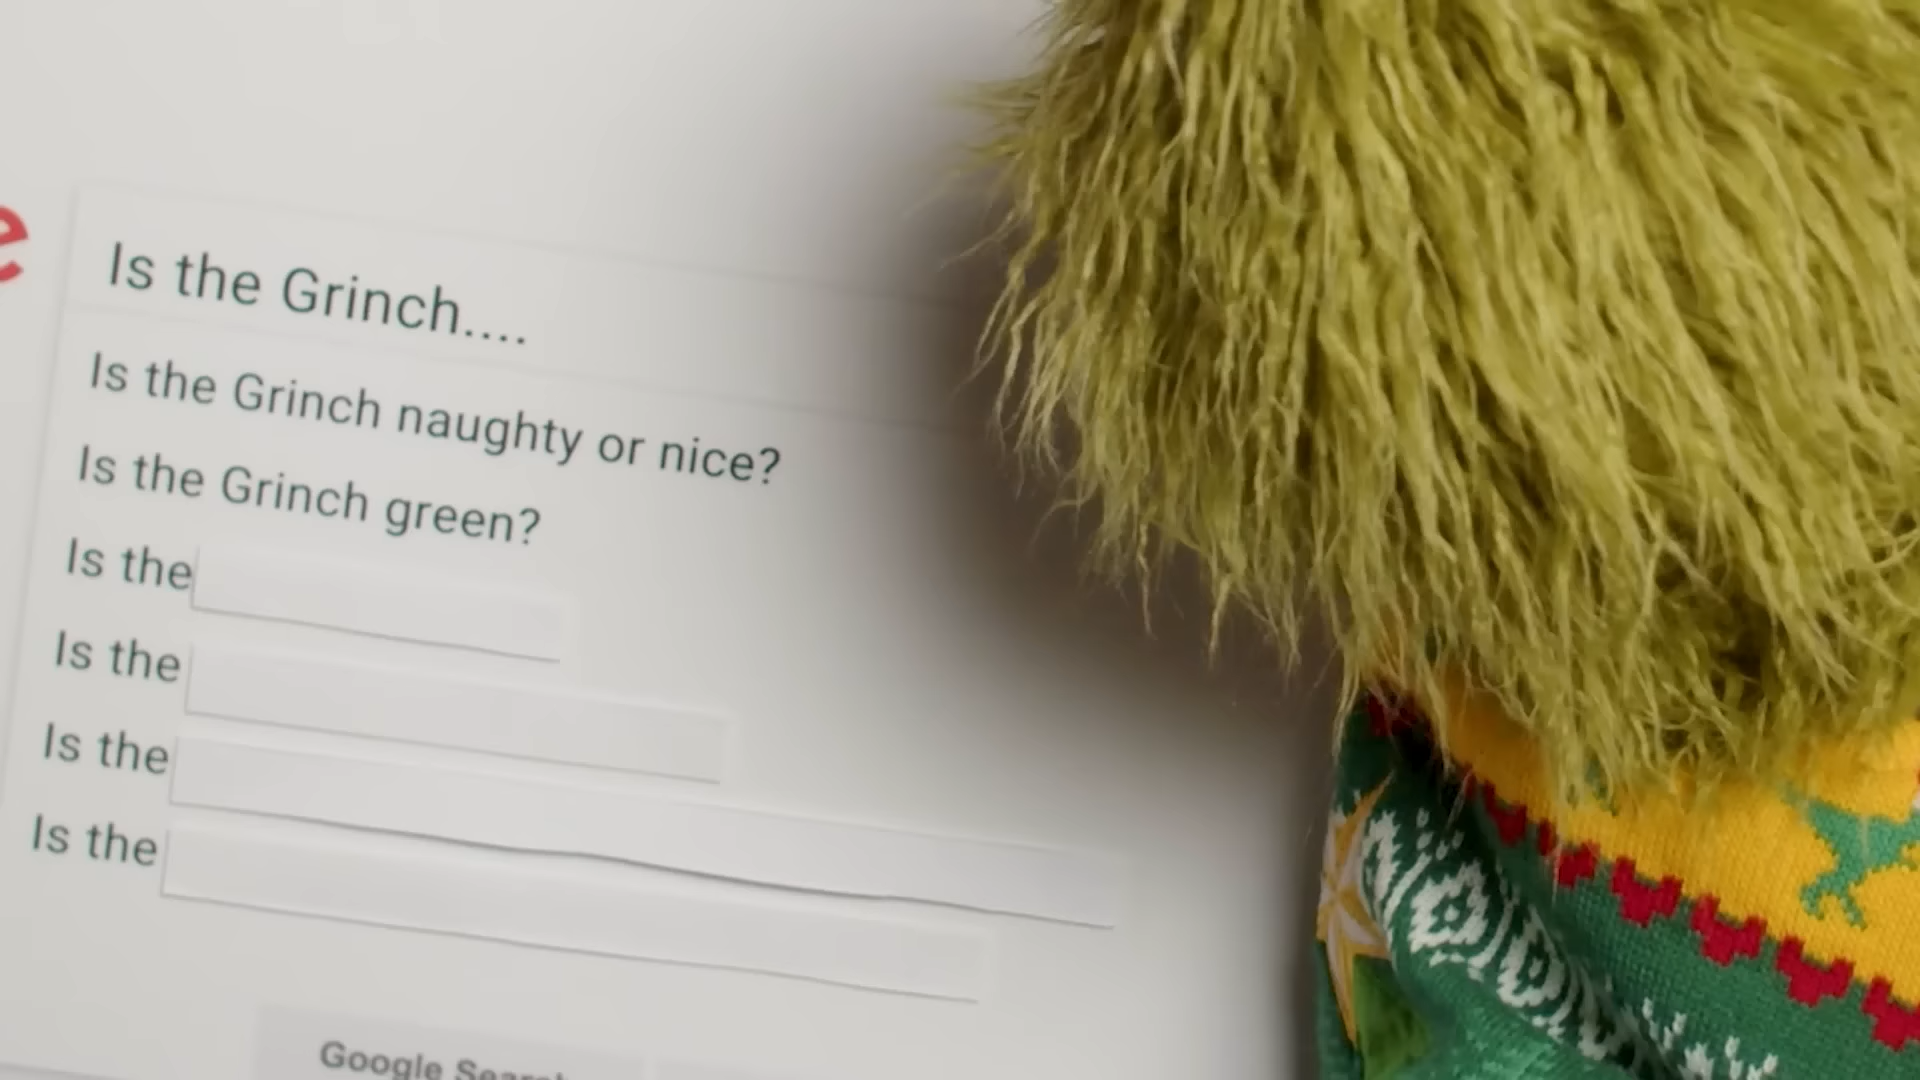 e
Is the Grinch....
Is the Grinch naughty or nice?
Is the Grinch green?
Is the
Is the
Is the
Is the
Google Search